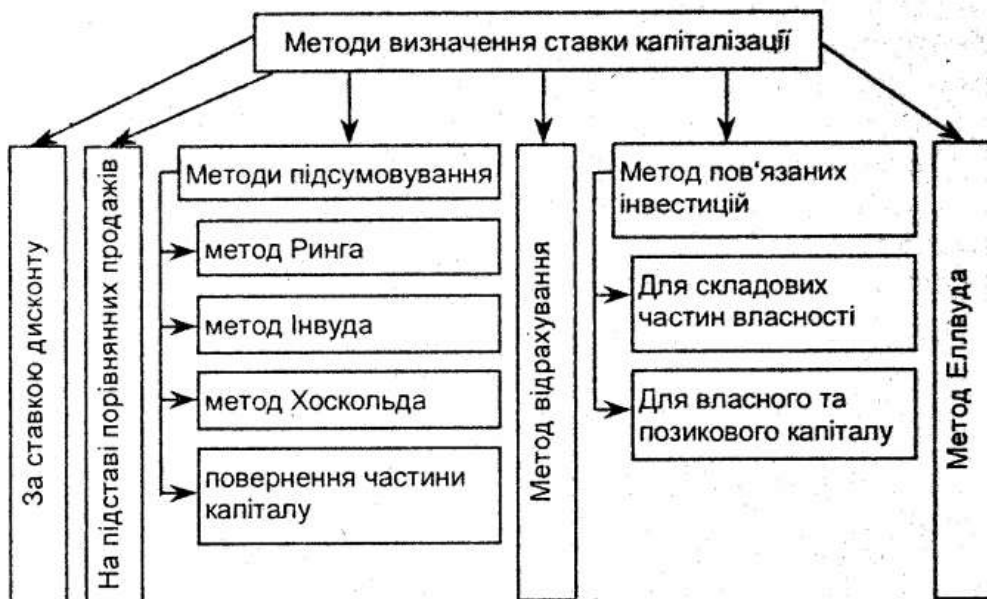 Методи визначення ставки капіталізації
За ставкою дисконту
На підставі порівнянних продажів
Методи підсумовування
метод Ринга
метод Інвуда
метод Хоскольда
повернення частини
капіталу
Метод відрахування
Метод пов'язаних
інвестицій
Для складових
частин власності
Для власного та
позикового капіталу
Метод Еллвуда